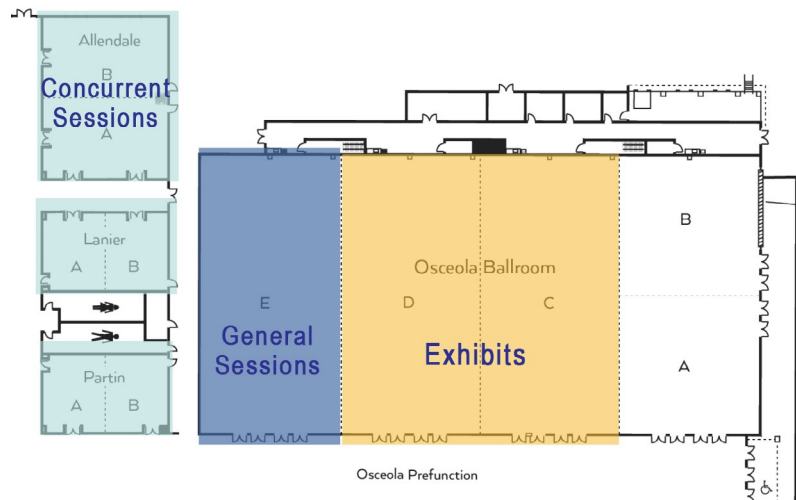 Allendale
B
Concurrent
Sessions
A
Lanier
A B
Partin
A B
E
General
Sessions
Osceola Ballroom
D C
Exhibits
B
A
Osceola Prefunction